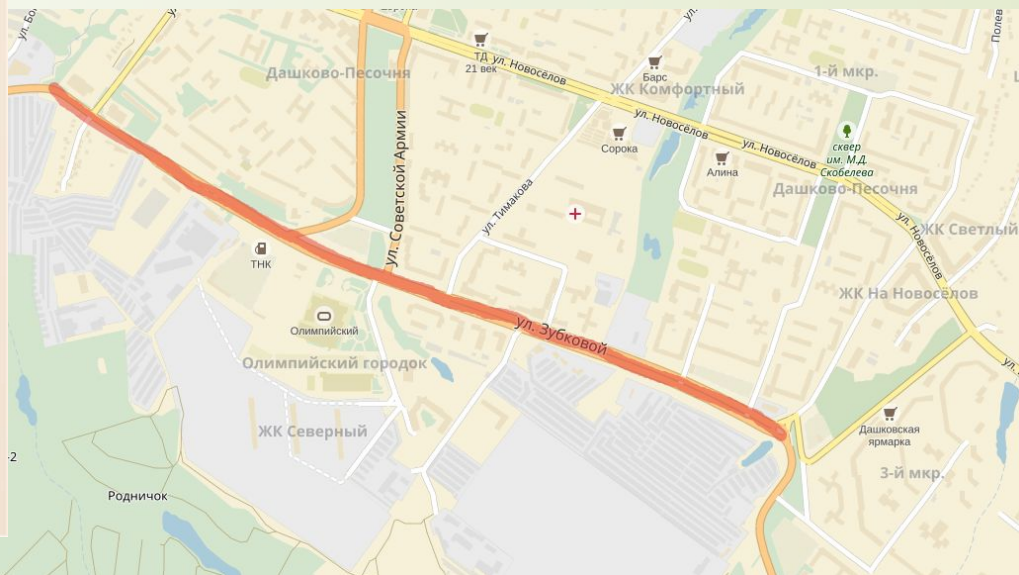 ул. Новосёлов
ТД
21 век
Дашково-Песочня
Барс
ЖК Комфортный
1-й мкр.
ул. Новосёлов
Сорока
ул. Новосёлов
сквер
им. М.Д.
Скобелева
Алина
Дашково-Песочня
ул. Советской Армии
ул. Тимакова
ул. Новосёлов
ЖК Светлый
ТНК
ЖК На Новосёлов
Олимпийский
ул. Зубковой
Олимпийский городок
ЖК Северный
Дашковская
ярмарка
3-й мкр.
-2
Родничок